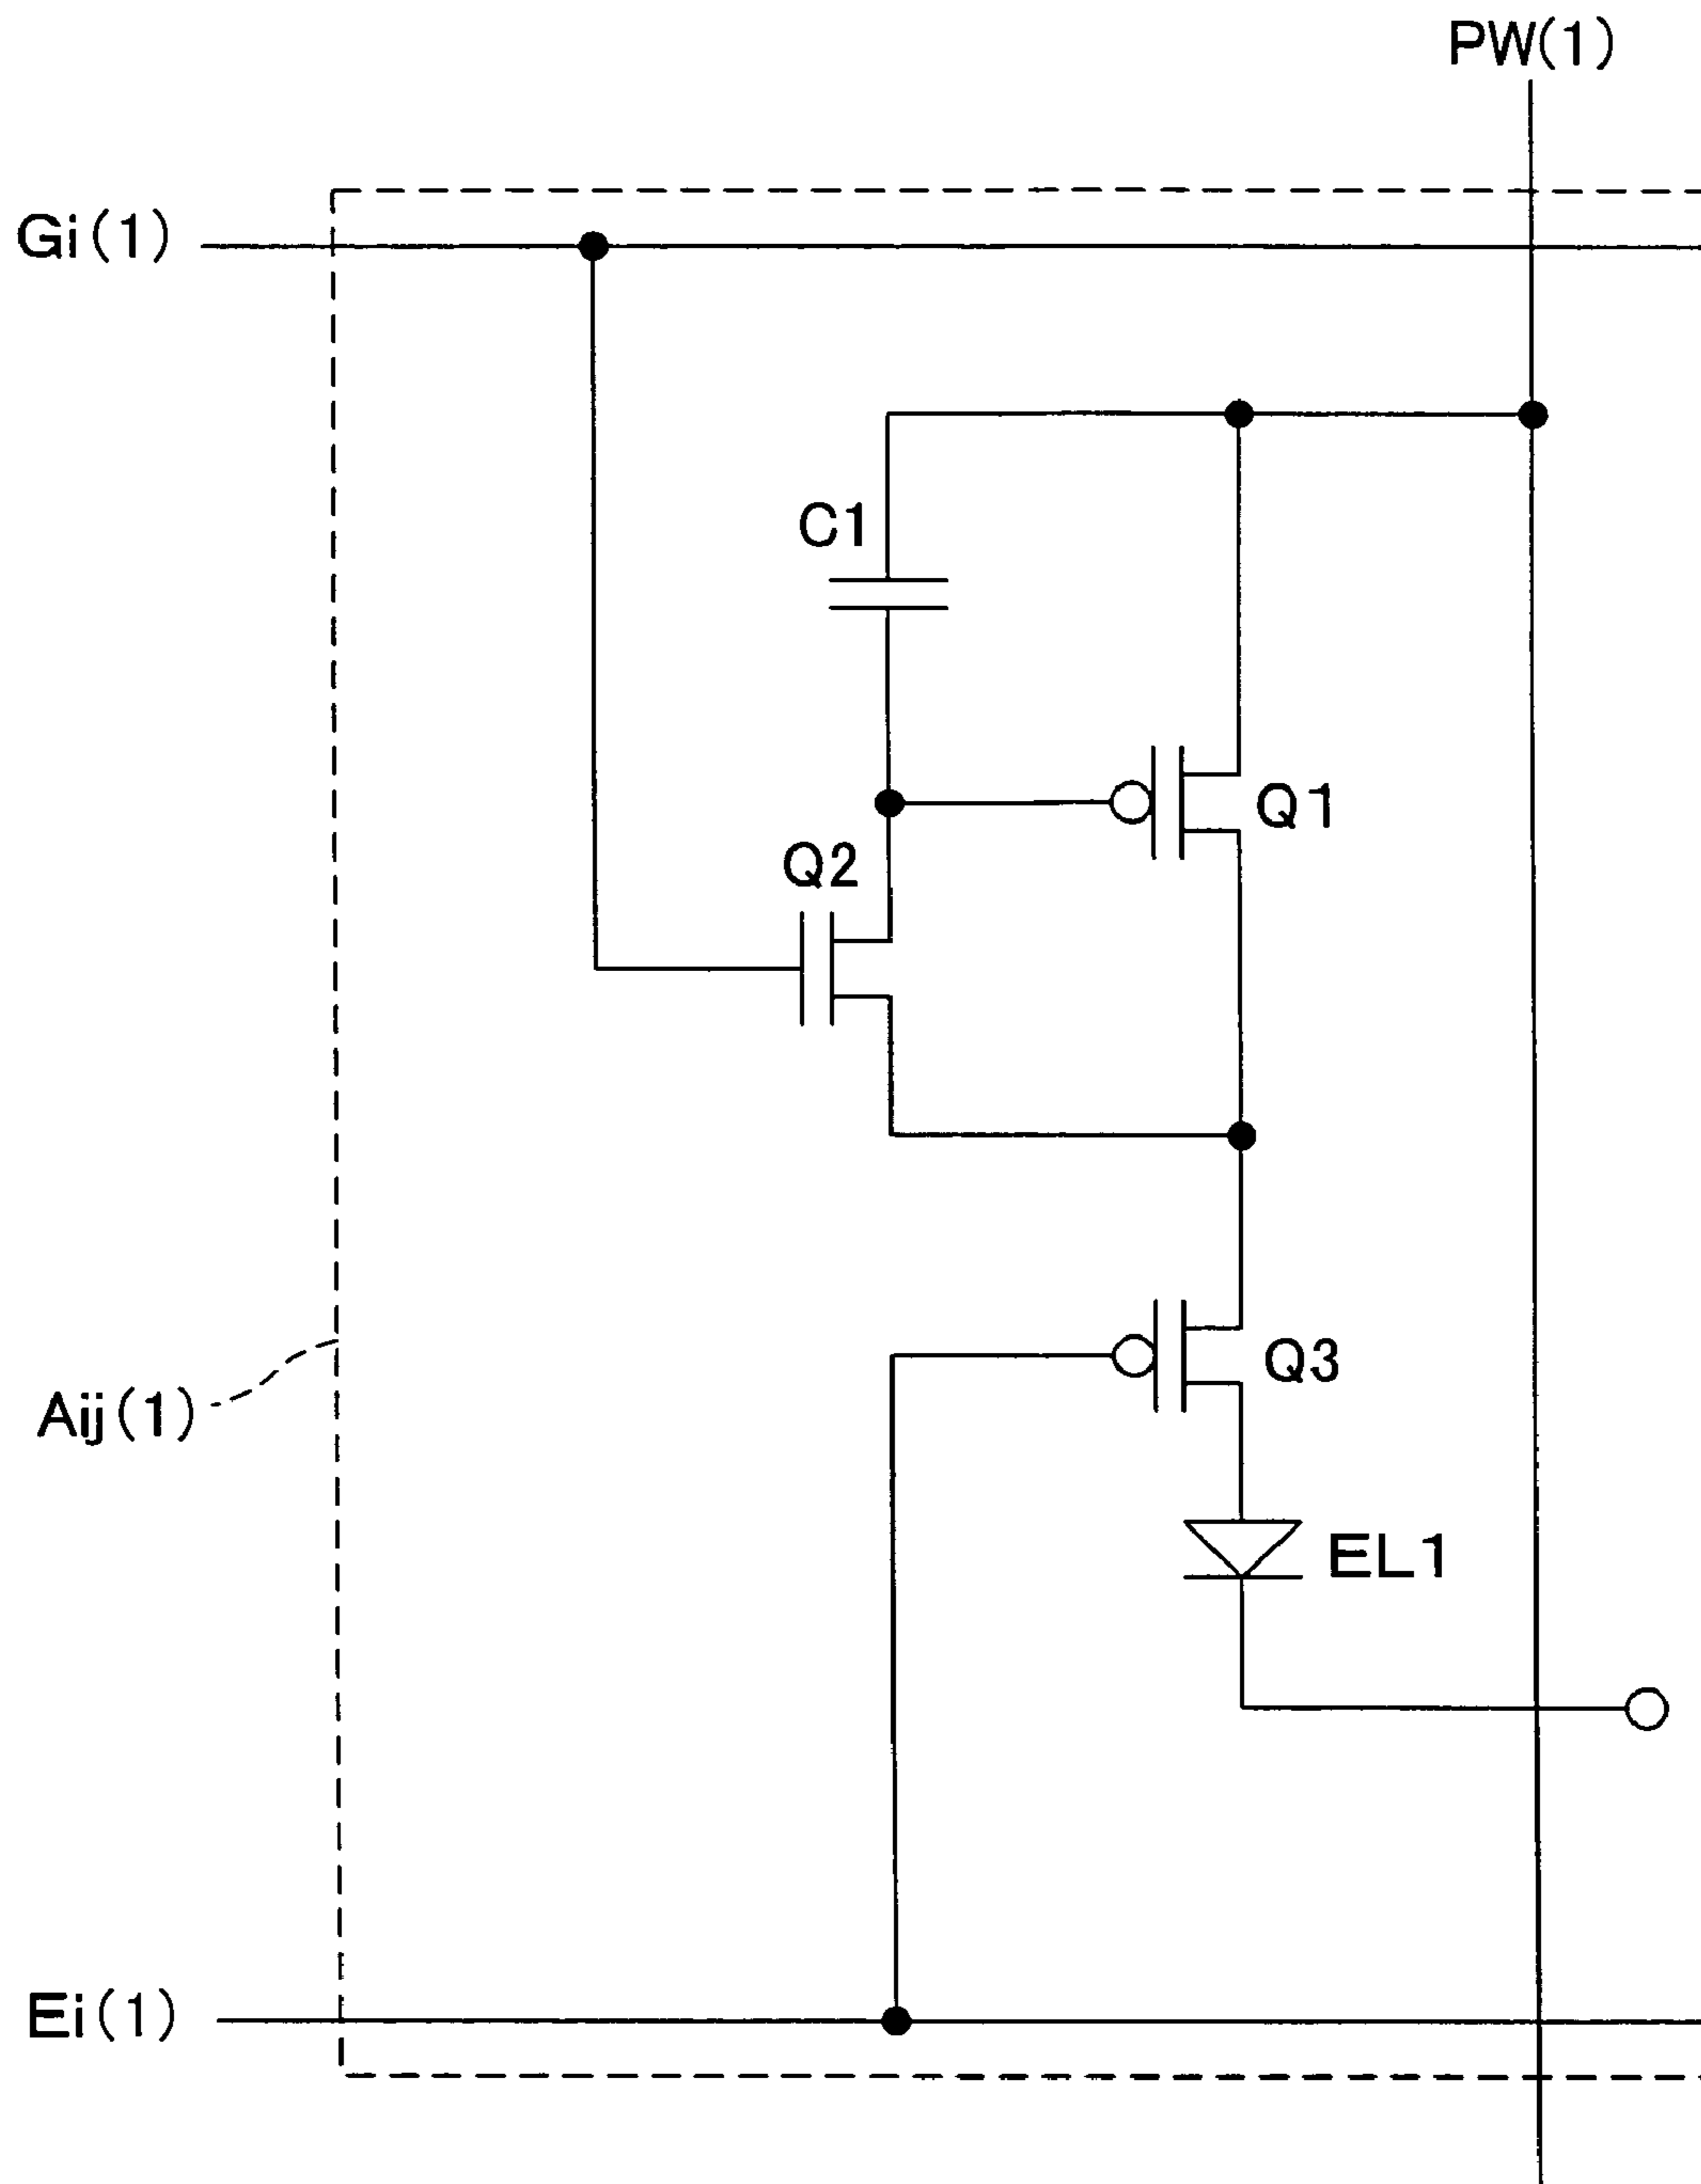 PW(1)
Gi(1)
C1
Q1
Q2
Q3
Aij(1)
EL1
Ei(1)